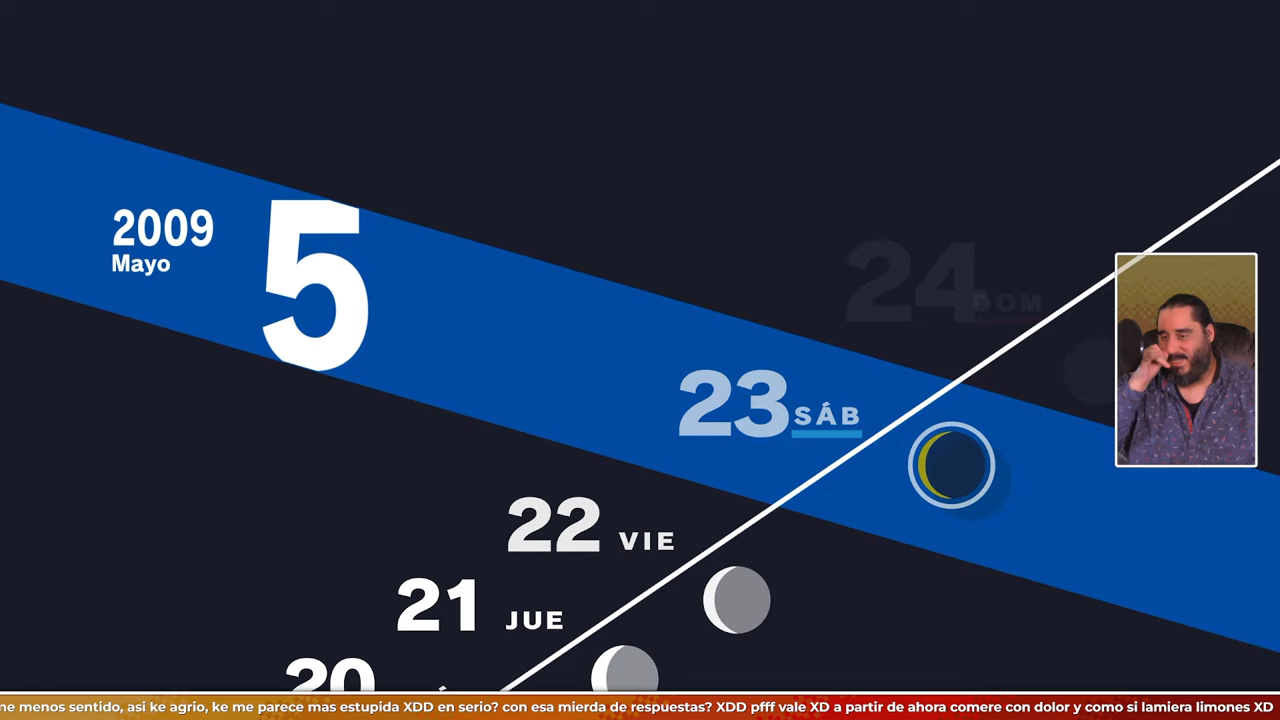 2009
Mayo
5
24 DOM
23 SÁB
22 VIE
21 JUE
20
ne menos sentido, asi ke agrio, ke me parece mas estupida XDD en serio? con esa mierda de respuestas? XDD pfff vale XD a partir de ahora comere con dolor y como si lamiera limones XD